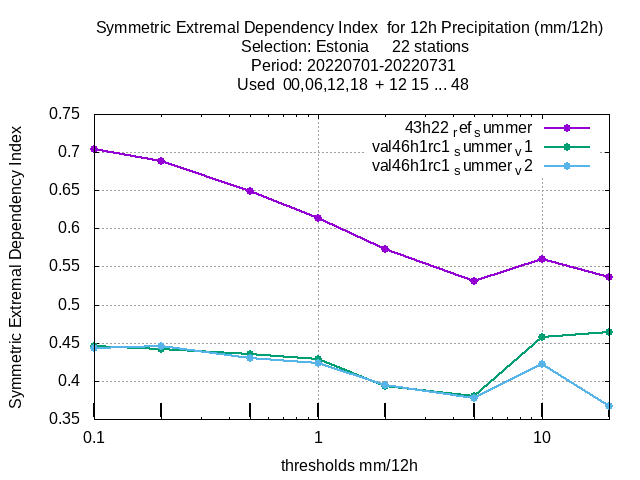 Symmetric Extremal Dependency Index  for 12h Precipitation (mm/12h)
Selection: Estonia     22 stations
Period: 20220701-20220731
Used  00,06,12,18  + 12 15 ... 48
43h22 ref summer
val46h1rc1 summer v1
val46h1rc1 summer v2
Symmetric Extremal Dependency Index
0.75
0.7
0.65
0.6
0.55
0.5
0.45
0.4
0.35
0.1
1
10
thresholds mm/12h